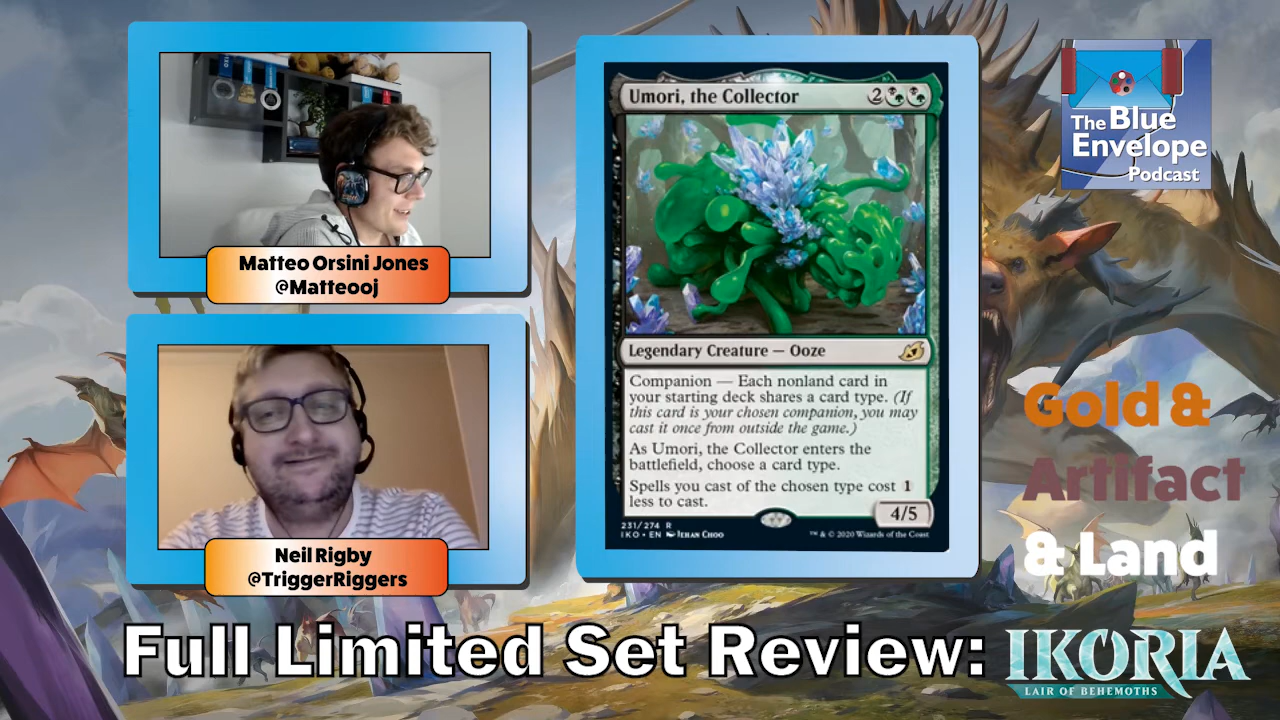 Matteo Orsini Jones
@Matteooj
Neil Rigby
@TriggerRiggers
Umori, the Collector 2
Legendary Creature — Ooze
Companion — Each nonland card in
your starting deck shares a card type. (If
this card is your chosen companion, you may
cast it once from outside the game.)
As Umori, the Collector enters the
battlefield, choose a card type.
Spells you cast of the chosen type cost 1
less to cast.
4/5
231/274 R
IKO • EN Jehan Choo
™ & © 2020 Wizards of the Coast
The Blue
Envelope
Podcast
Gold &
Artifact
& Land
Full Limited Set Review:
IKORIA
LAIR OF BEHEMOTHS